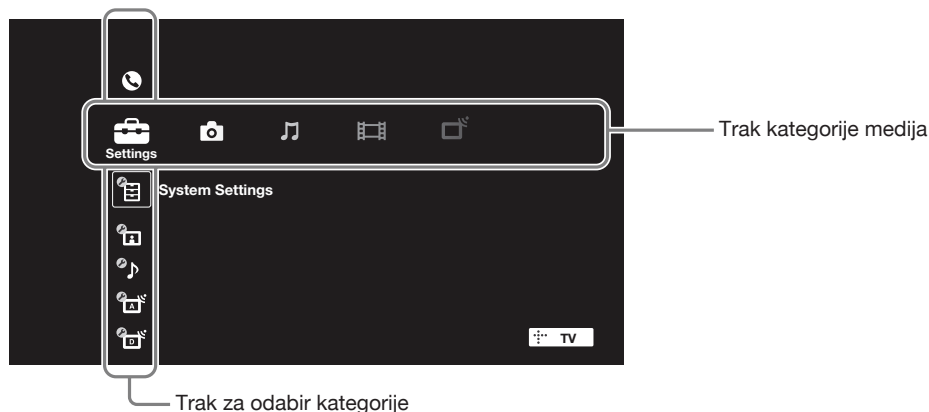 Settings
Trak kategorije medija
System Settings
A
D
TV
Trak za odabir kategorije